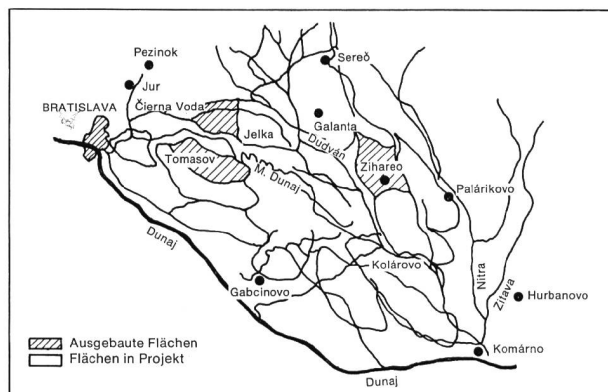 Pezinok
Sereď
Jur
BRATISLAVA
Čierna Voda
Galanta
Jelka
Dudván
Tomasov
Zihareo
M. Dunaj
Palárikovo
Dunaj
Kolárovo
Nitra
Zitava
Gabcinovo
Hurbanovo
Ausgebaute Flächen
Flächen in Projekt
Komárno
Dunaj